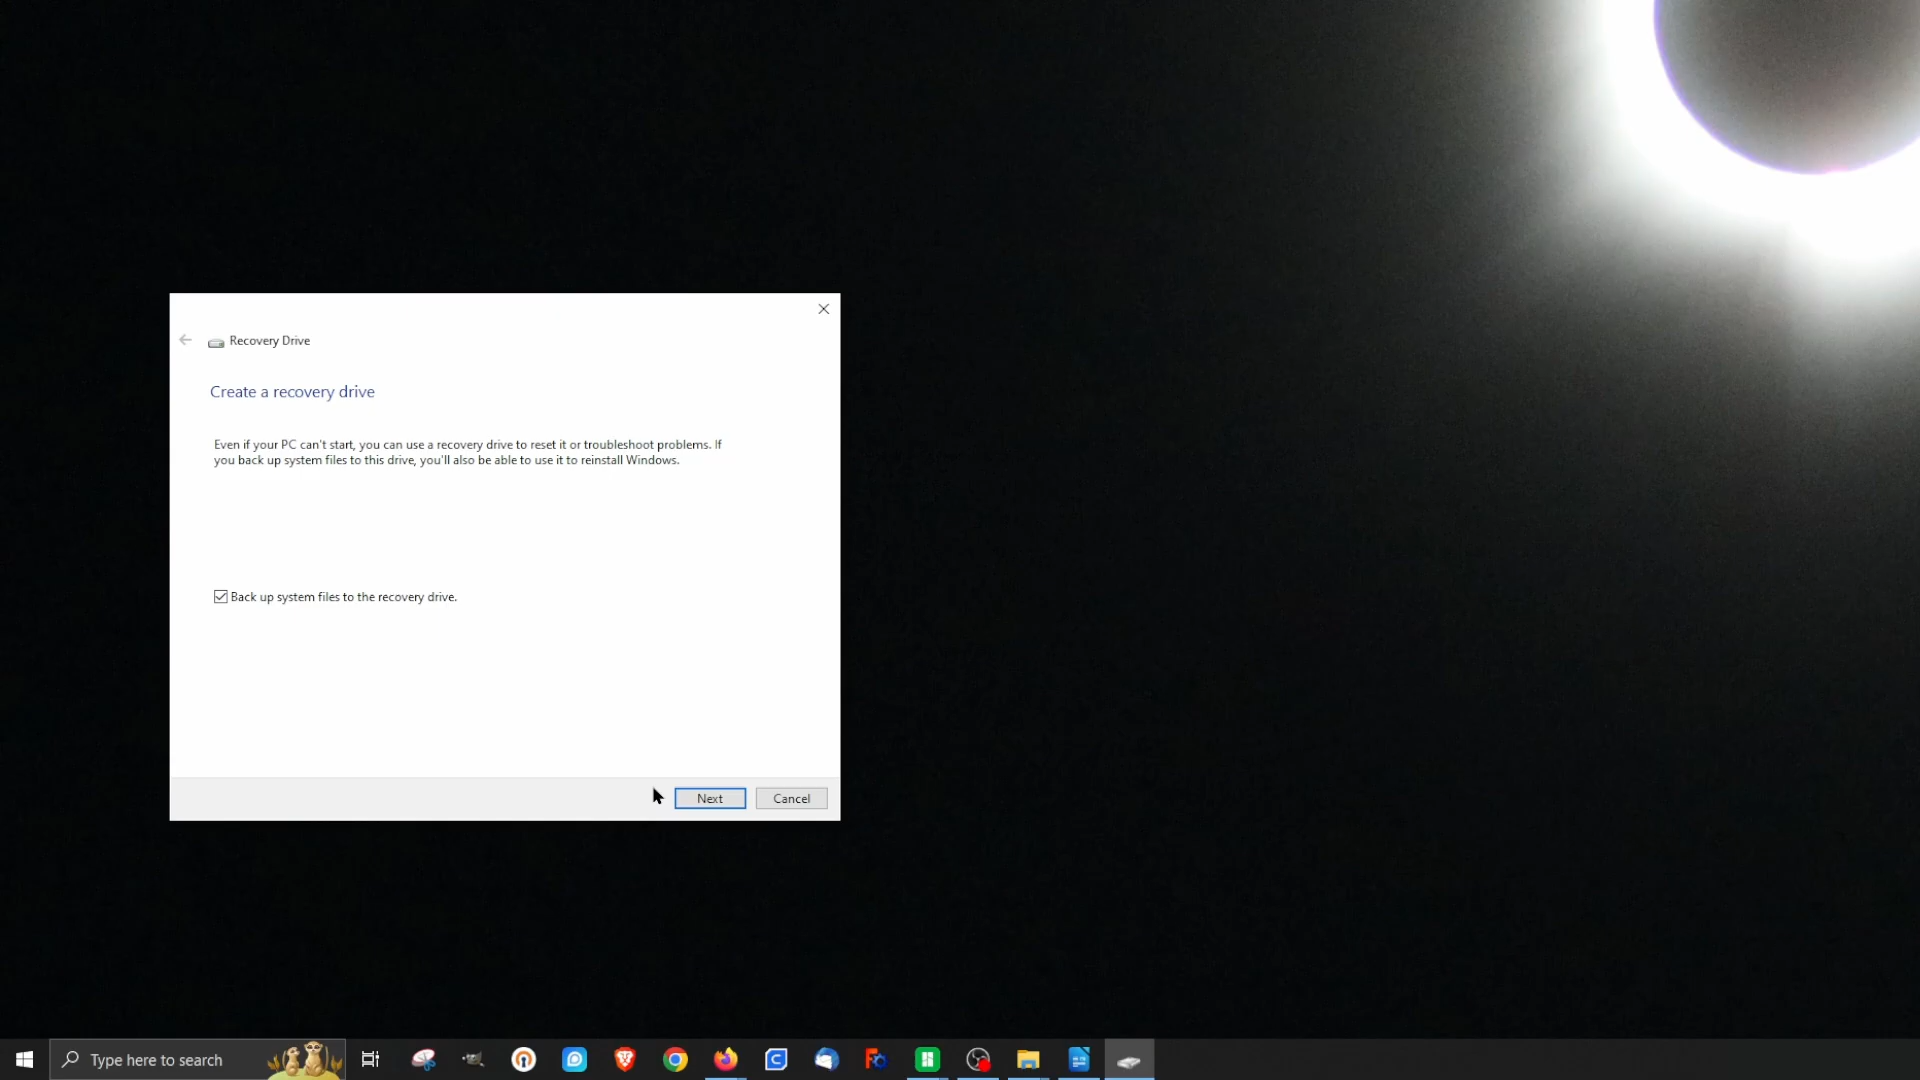 Recovery Drive
Create a recovery drive
Even if your PC can't start, you can use a recovery drive to reset it or troubleshoot problems. If
you back up system files to this drive, you'll also be able to use it to reinstall Windows.
Back up system files to the recovery drive.
Next
Cancel
Type here to search